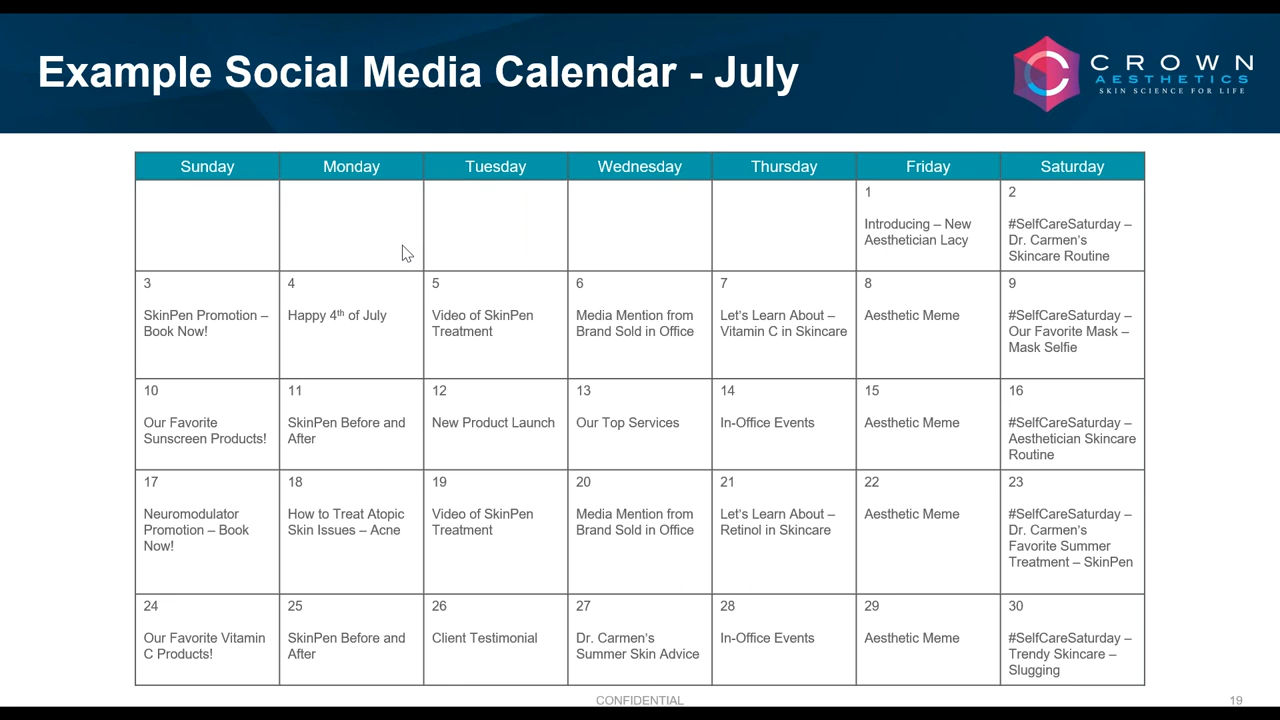 Example Social Media Calendar - July
CROWN
AESTHETICS
SKIN SCIENCE FOR LIFE
Sunday
Monday
Tuesday
Wednesday
Thursday
Friday
Saturday
1
Introducing – New
Aesthetician Lacy
2
#SelfCareSaturday –
Dr. Carmen's
Skincare Routine
3
SkinPen Promotion –
Book Now!
4
Happy 4th of July
5
Video of SkinPen
Treatment
6
Media Mention from
Brand Sold in Office
7
Let's Learn About –
Vitamin C in Skincare
8
Aesthetic Meme
9
#SelfCareSaturday –
Our Favorite Mask –
Mask Selfie
10
Our Favorite
Sunscreen Products!
11
SkinPen Before and
After
12
New Product Launch
13
Our Top Services
14
In-Office Events
15
Aesthetic Meme
16
#SelfCareSaturday –
Aesthetician Skincare
Routine
17
Neuromodulator
Promotion – Book
Now!
18
How to Treat Atopic
Skin Issues – Acne
19
Video of SkinPen
Treatment
20
Media Mention from
Brand Sold in Office
21
Let's Learn About –
Retinol in Skincare
22
Aesthetic Meme
23
#SelfCareSaturday –
Dr. Carmen's
Favorite Summer
Treatment – SkinPen
24
Our Favorite Vitamin
C Products!
25
SkinPen Before and
After
26
Client Testimonial
27
Dr. Carmen's
Summer Skin Advice
28
In-Office Events
29
Aesthetic Meme
30
#SelfCareSaturday –
Trendy Skincare –
Slugging
CONFIDENTIAL
19